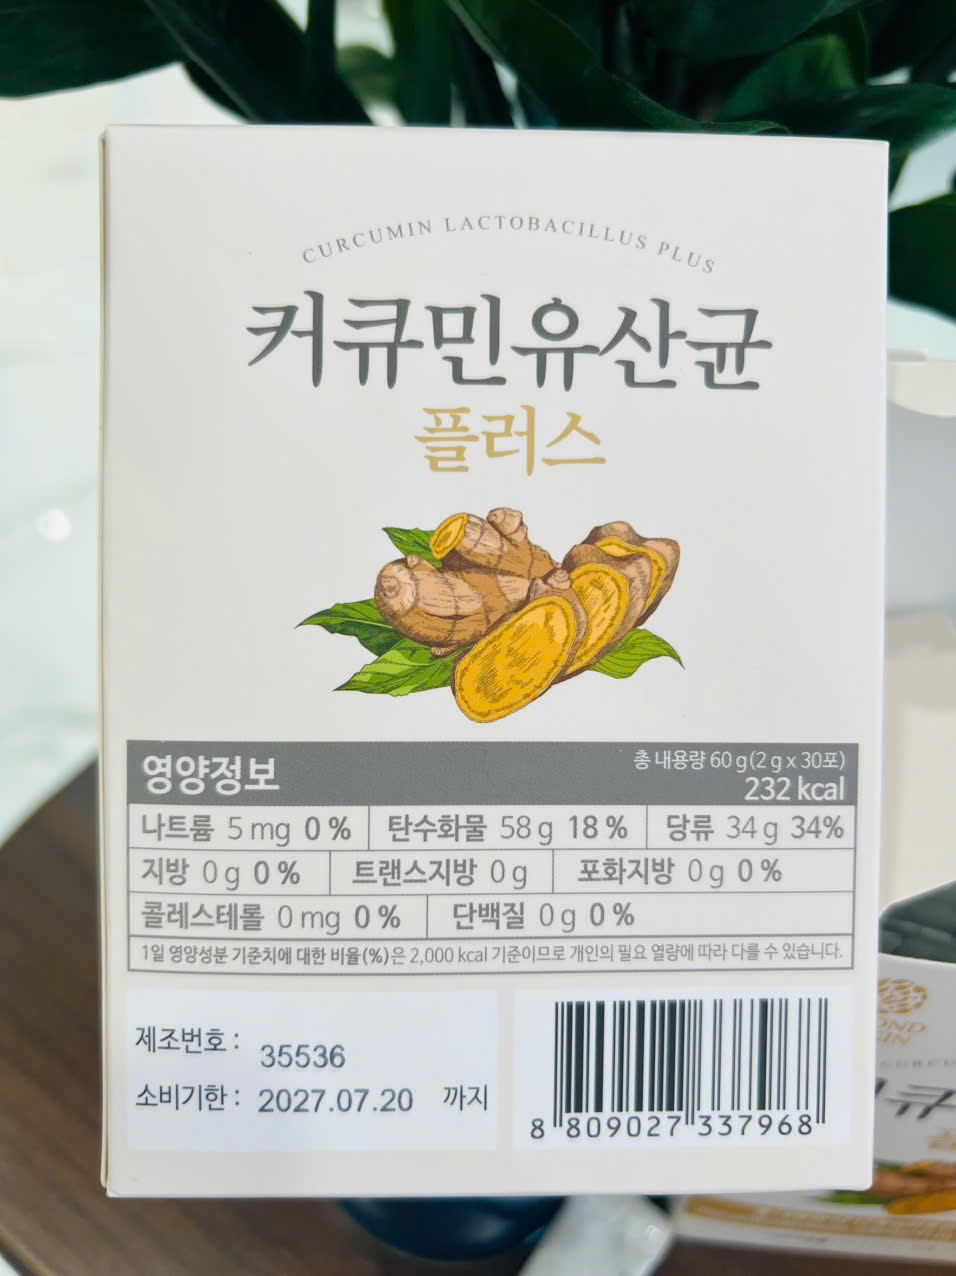 CURCUMIN LACTOBACILLUS PLUS
커큐민유산균
플러스
영양정보 총 내용량 60 g(2 g x 30포)
232 kcal
나트륨 5 mg 0 % 탄수화물 58 g 18 % 당류 34 g 34%
지방 0 g 0 % 트랜스지방 0 g 포화지방 0 g 0 %
콜레스테롤 0 mg 0 % 단백질 0 g 0 %
1일 영양성분 기준치에 대한 비율(%)은 2,000 kcal 기준이므로 개인의 필요 열량에 따라 다를 수 있습니다.
제조번호 : 35536
소비기한 : 2027.07.20 까지
8 809027 337968